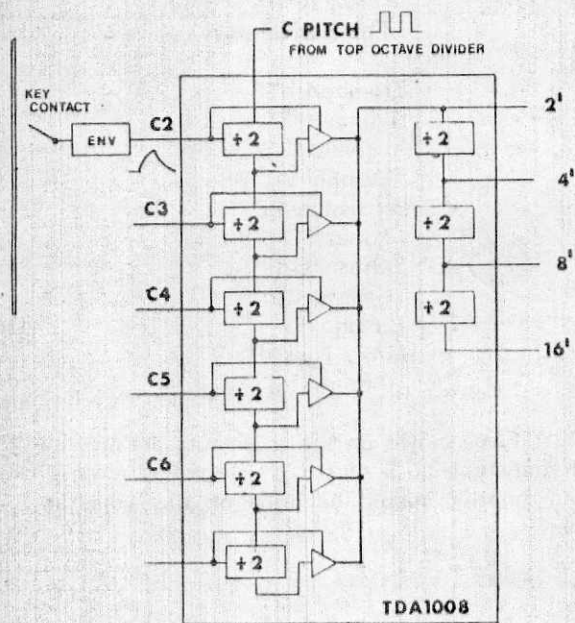 C PITCH
FROM TOP OCTAVE DIVIDER
KEY
CONTACT
ENV
C2
÷2
÷2
2'
4'
C3
÷2
÷2
8'
C4
÷2
÷2
16'
C5
÷2
C6
÷2
÷2
TDA1008